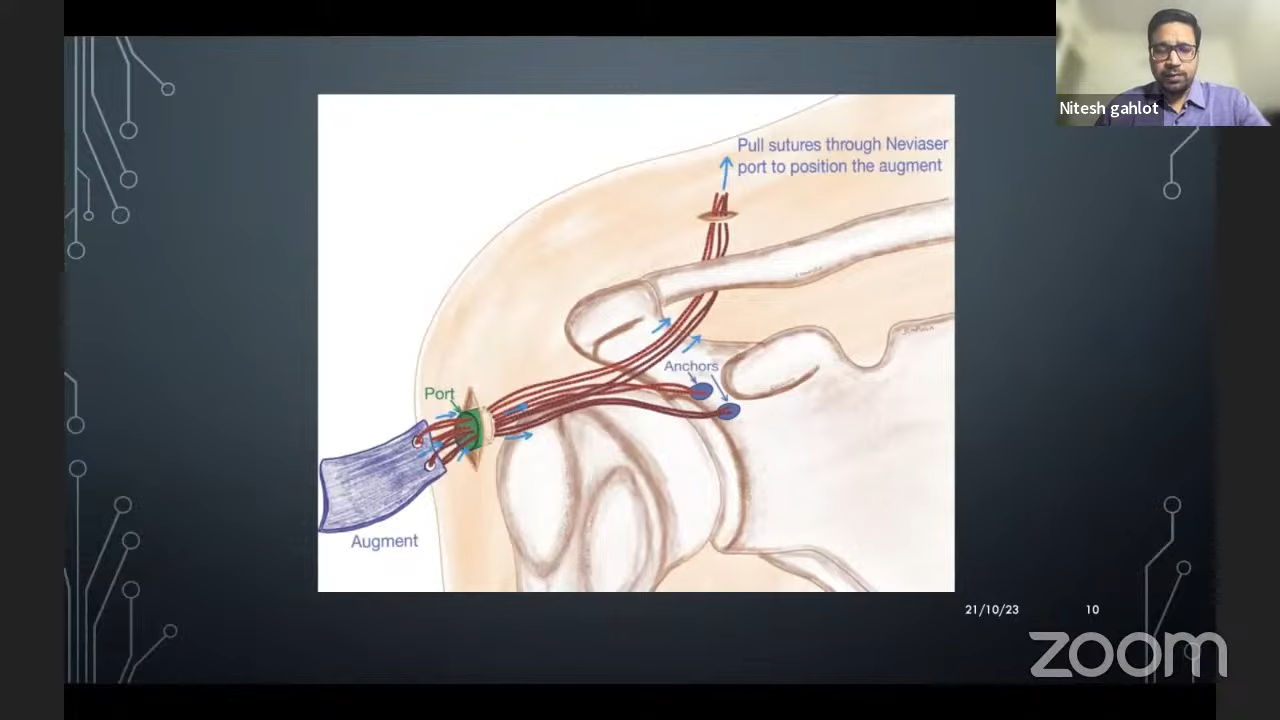 Nitesh gahlot
Pull sutures through Neviaser
port to position the augment
Anchors
Port
Augment
21/10/23
10
zoom